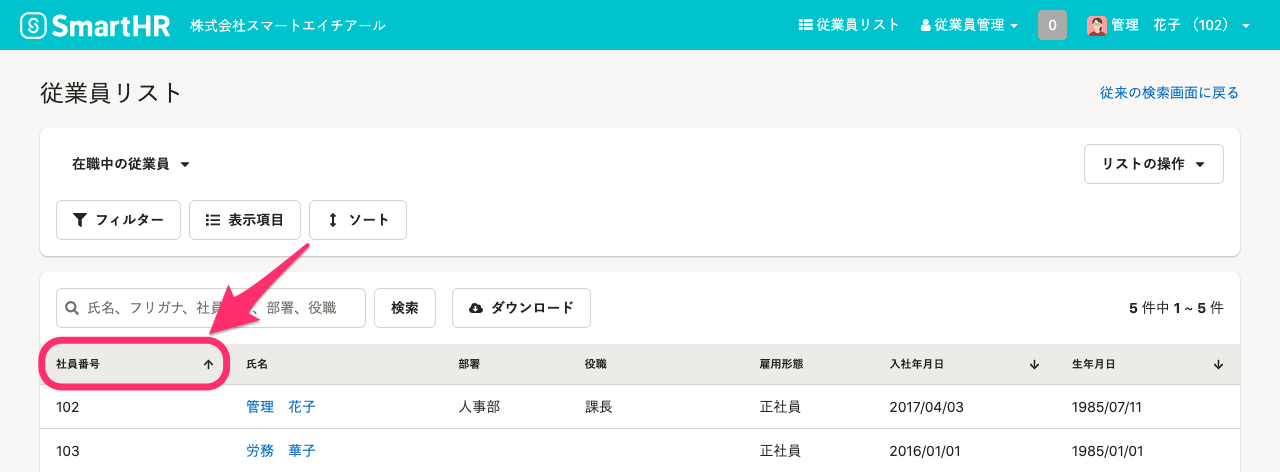 SmartHR 株式会社スマートエイチアール 従業員リスト 従業員管理 0 管理 花子 (102)
従業員リスト 従来の検索画面に戻る
在職中の従業員 リストの操作
フィルター 表示項目 ソート
氏名、フリガナ、社員 、部署、役職 検索 ダウンロード 5 件中 1 ~ 5 件
社員番号 氏名 部署 役職 雇用形態 入社年月日 生年月日
102 管理 花子 人事部 課長 正社員 2017/04/03 1985/07/11
103 労務 華子 正社員 2016/01/01 1985/01/01